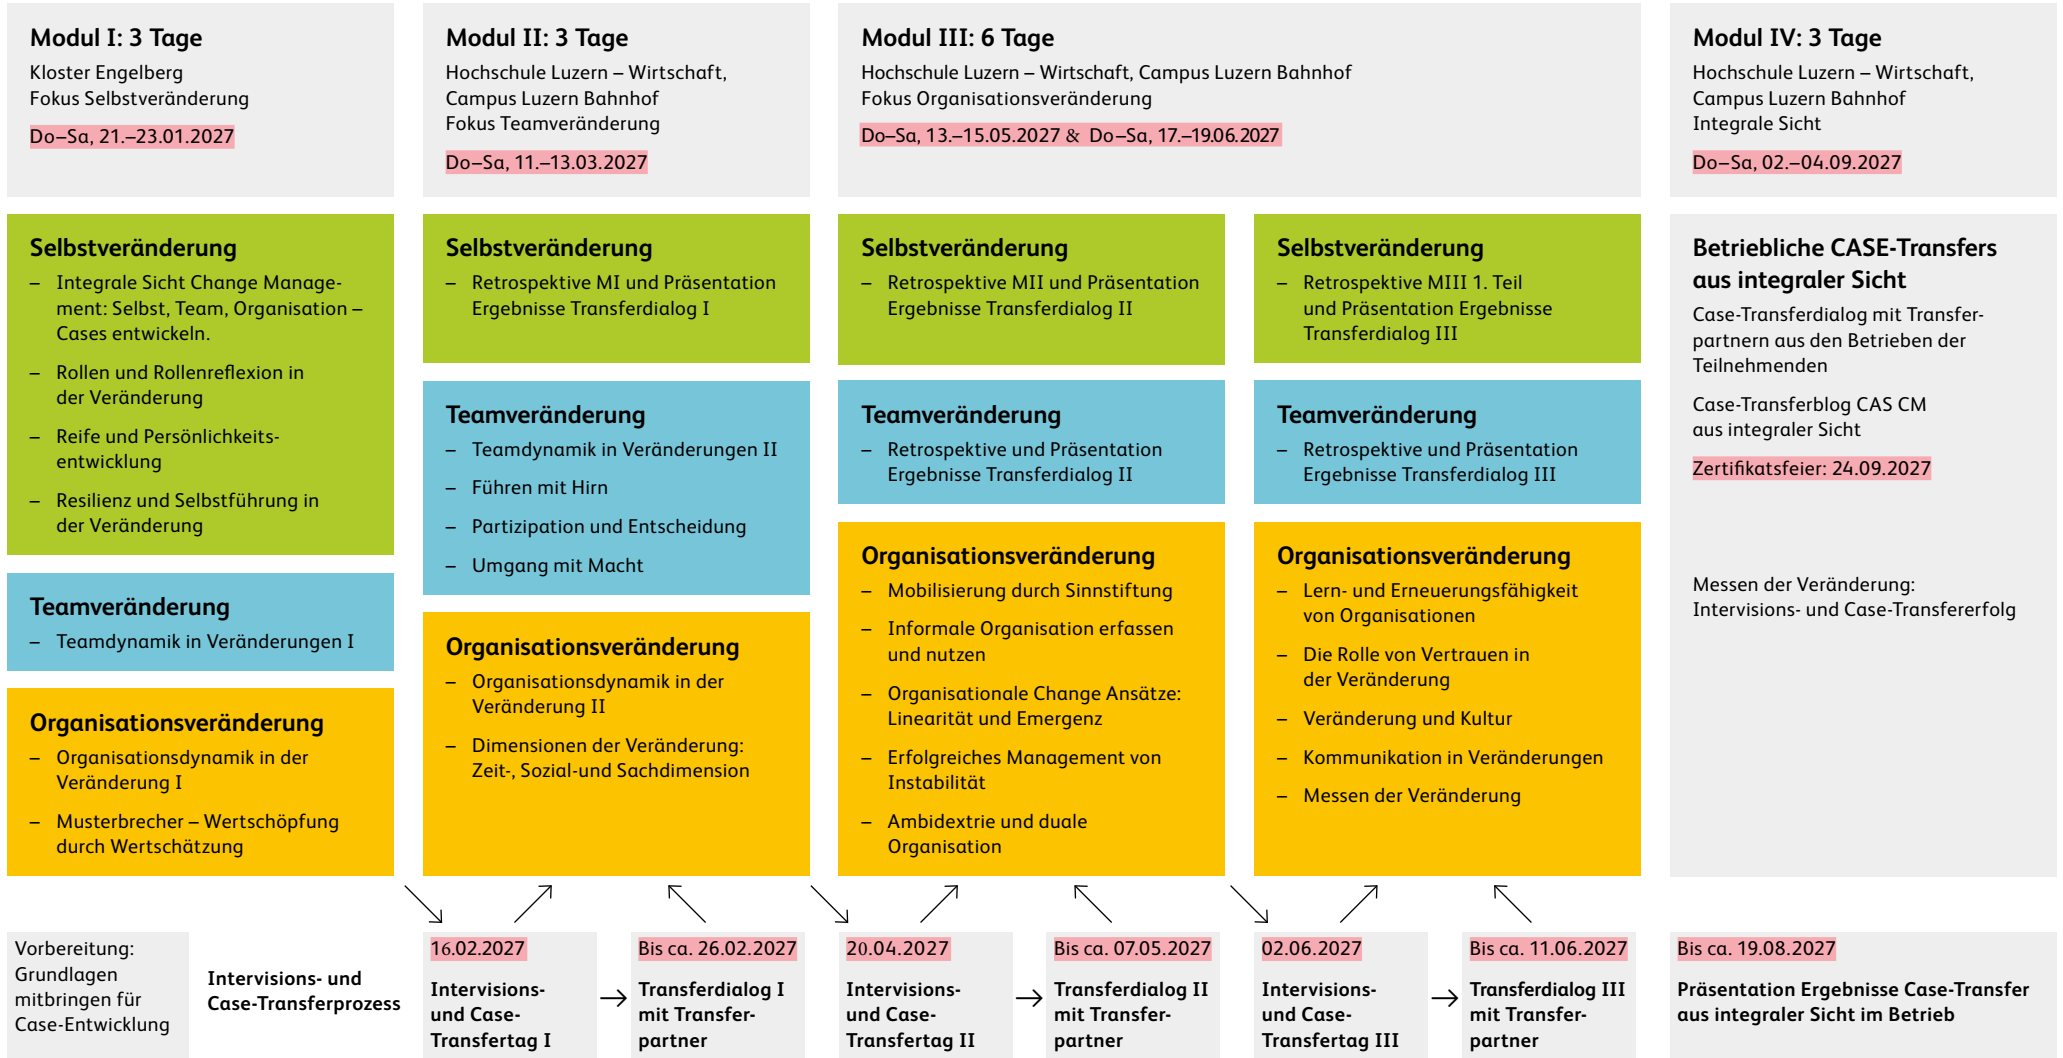 Modul I: 3 Tage
Kloster Engelberg
Fokus Selbstveränderung
Do–Sa, 21.–23.01.2027
Modul II: 3 Tage
Hochschule Luzern – Wirtschaft,
Campus Luzern Bahnhof
Fokus Teamveränderung
Do–Sa, 11.–13.03.2027
Modul III: 6 Tage
Hochschule Luzern – Wirtschaft, Campus Luzern Bahnhof
Fokus Organisationsveränderung
Do–Sa, 13.–15.05.2027 & Do–Sa, 17.–19.06.2027
Modul IV: 3 Tage
Hochschule Luzern – Wirtschaft,
Campus Luzern Bahnhof
Integrale Sicht
Do–Sa, 02.–04.09.2027
Selbstveränderung
– Integrale Sicht Change Manage-
ment: Selbst, Team, Organisation –
Cases entwickeln.
– Rollen und Rollenreflexion in
der Veränderung
– Reife und Persönlichkeits-
entwicklung
– Resilienz und Selbstführung in
der Veränderung
Teamveränderung
– Teamdynamik in Veränderungen I
Organisationsveränderung
– Organisationsdynamik in der
Veränderung I
– Musterbrecher – Wertschöpfung
durch Wertschätzung
Selbstveränderung
– Retrospektive MI und Präsentation
Ergebnisse Transferdialog I
Teamveränderung
– Teamdynamik in Veränderungen II
– Führen mit Hirn
– Partizipation und Entscheidung
– Umgang mit Macht
Organisationsveränderung
– Organisationsdynamik in der
Veränderung II
– Dimensionen der Veränderung:
Zeit-, Sozial-und Sachdimension
Selbstveränderung
– Retrospektive MII und Präsentation
Ergebnisse Transferdialog II
Teamveränderung
– Retrospektive und Präsentation
Ergebnisse Transferdialog II
Organisationsveränderung
– Mobilisierung durch Sinnstiftung
– Informale Organisation erfassen
und nutzen
– Organisationale Change Ansätze:
Linearität und Emergenz
– Erfolgreiches Management von
Instabilität
– Ambidextrie und duale
Organisation
Selbstveränderung
– Retrospektive MIII 1. Teil
und Präsentation Ergebnisse
Transferdialog III
Teamveränderung
– Retrospektive und Präsentation
Ergebnisse Transferdialog III
Organisationsveränderung
– Lern- und Erneuerungsfähigkeit
von Organisationen
– Die Rolle von Vertrauen in
der Veränderung
– Veränderung und Kultur
– Kommunikation in Veränderungen
– Messen der Veränderung
Betriebliche CASE-Transfers
aus integraler Sicht
Case-Transferdialog mit Transfer-
partnern aus den Betrieben der
Teilnehmenden
Case-Transferblog CAS CM
aus integraler Sicht
Zertifikatsfeier: 24.09.2027
Messen der Veränderung:
Intervisions- und Case-Transfererfolg
Vorbereitung:
Grundlagen
mitbringen für
Case-Entwicklung
Intervisions- und
Case-Transferprozess
16.02.2027
Intervisions-
und Case-
Transfertag I
Bis ca. 26.02.2027
Transferdialog I
mit Transfer-
partner
20.04.2027
Intervisions-
und Case-
Transfertag II
Bis ca. 07.05.2027
Transferdialog II
mit Transfer-
partner
02.06.2027
Intervisions-
und Case-
Transfertag III
Bis ca. 11.06.2027
Transferdialog III
mit Transfer-
partner
Bis ca. 19.08.2027
Präsentation Ergebnisse Case-Transfer
aus integraler Sicht im Betrieb